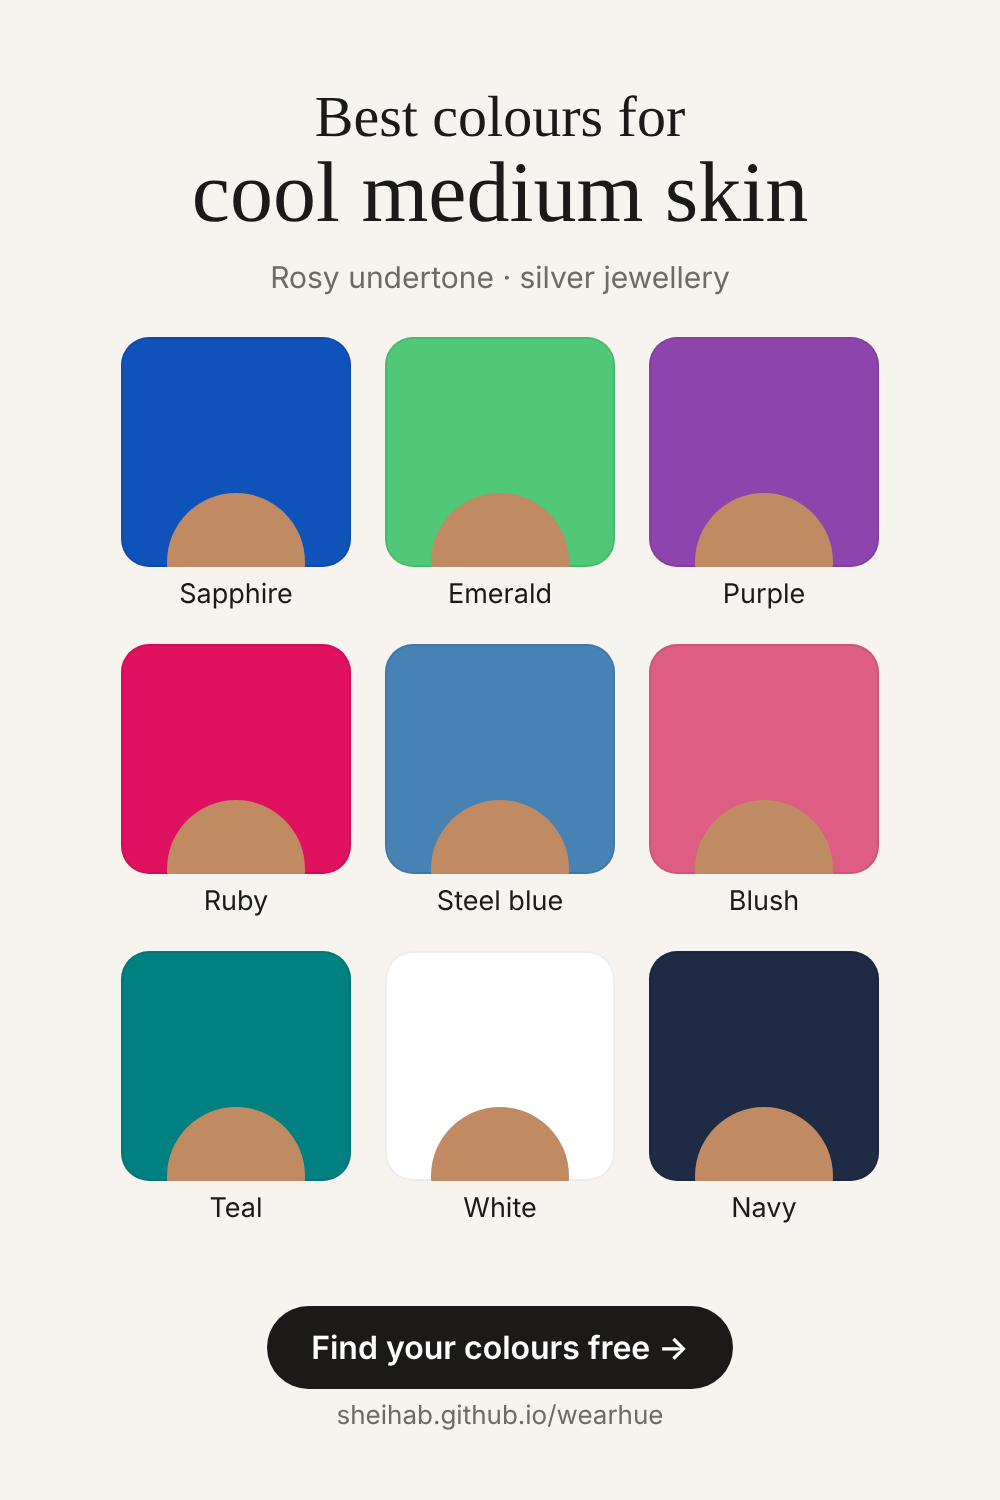 Best colours for
cool medium skin
Rosy undertone · silver jewellery
Sapphire
Emerald
Purple
Ruby
Steel blue
Blush
Teal
White
Navy
Find your colours free →
sheihab.github.io/wearhue